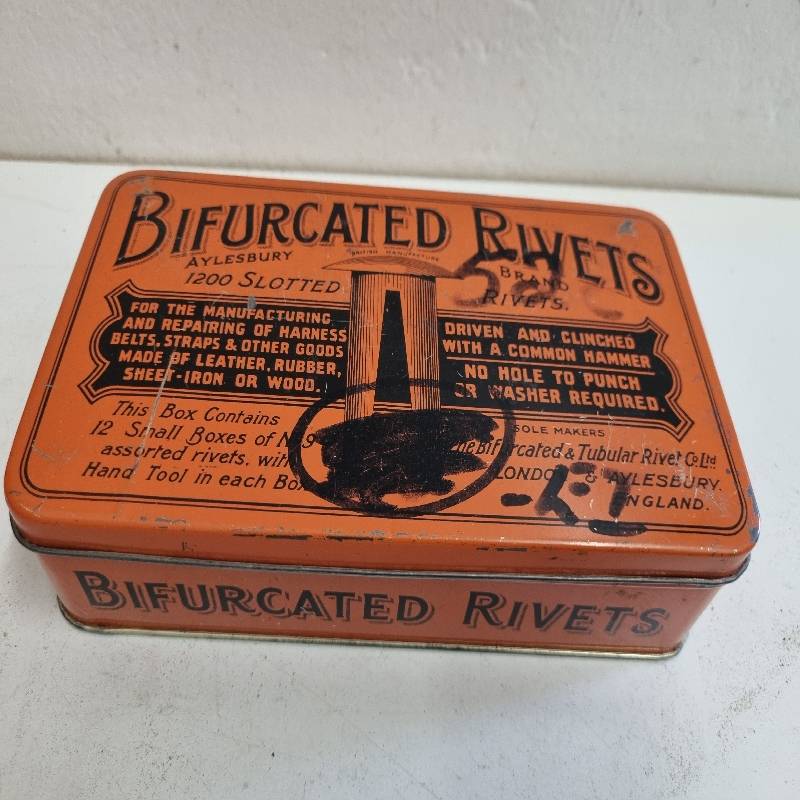 BIFURCATED RIVETS
AYLESBURY BRITISH MANUFACTURE BRAND
1200 SLOTTED RIVETS.
FOR THE MANUFACTURING
AND REPAIRING OF HARNESS
BELTS, STRAPS & OTHER GOODS
MADE OF LEATHER, RUBBER,
SHEET-IRON OR WOOD.
DRIVEN AND CLINCHED
WITH A COMMON HAMMER
NO HOLE TO PUNCH
OR WASHER REQUIRED.
This Box Contains
12 Small Boxes of No 9
assorted rivets, with
Hand Tool in each Box
SOLE MAKERS
The Bifurcated & Tubular Rivet Co. Ltd
LONDON & AYLESBURY.
ENGLAND.
BIFURCATED RIVETS